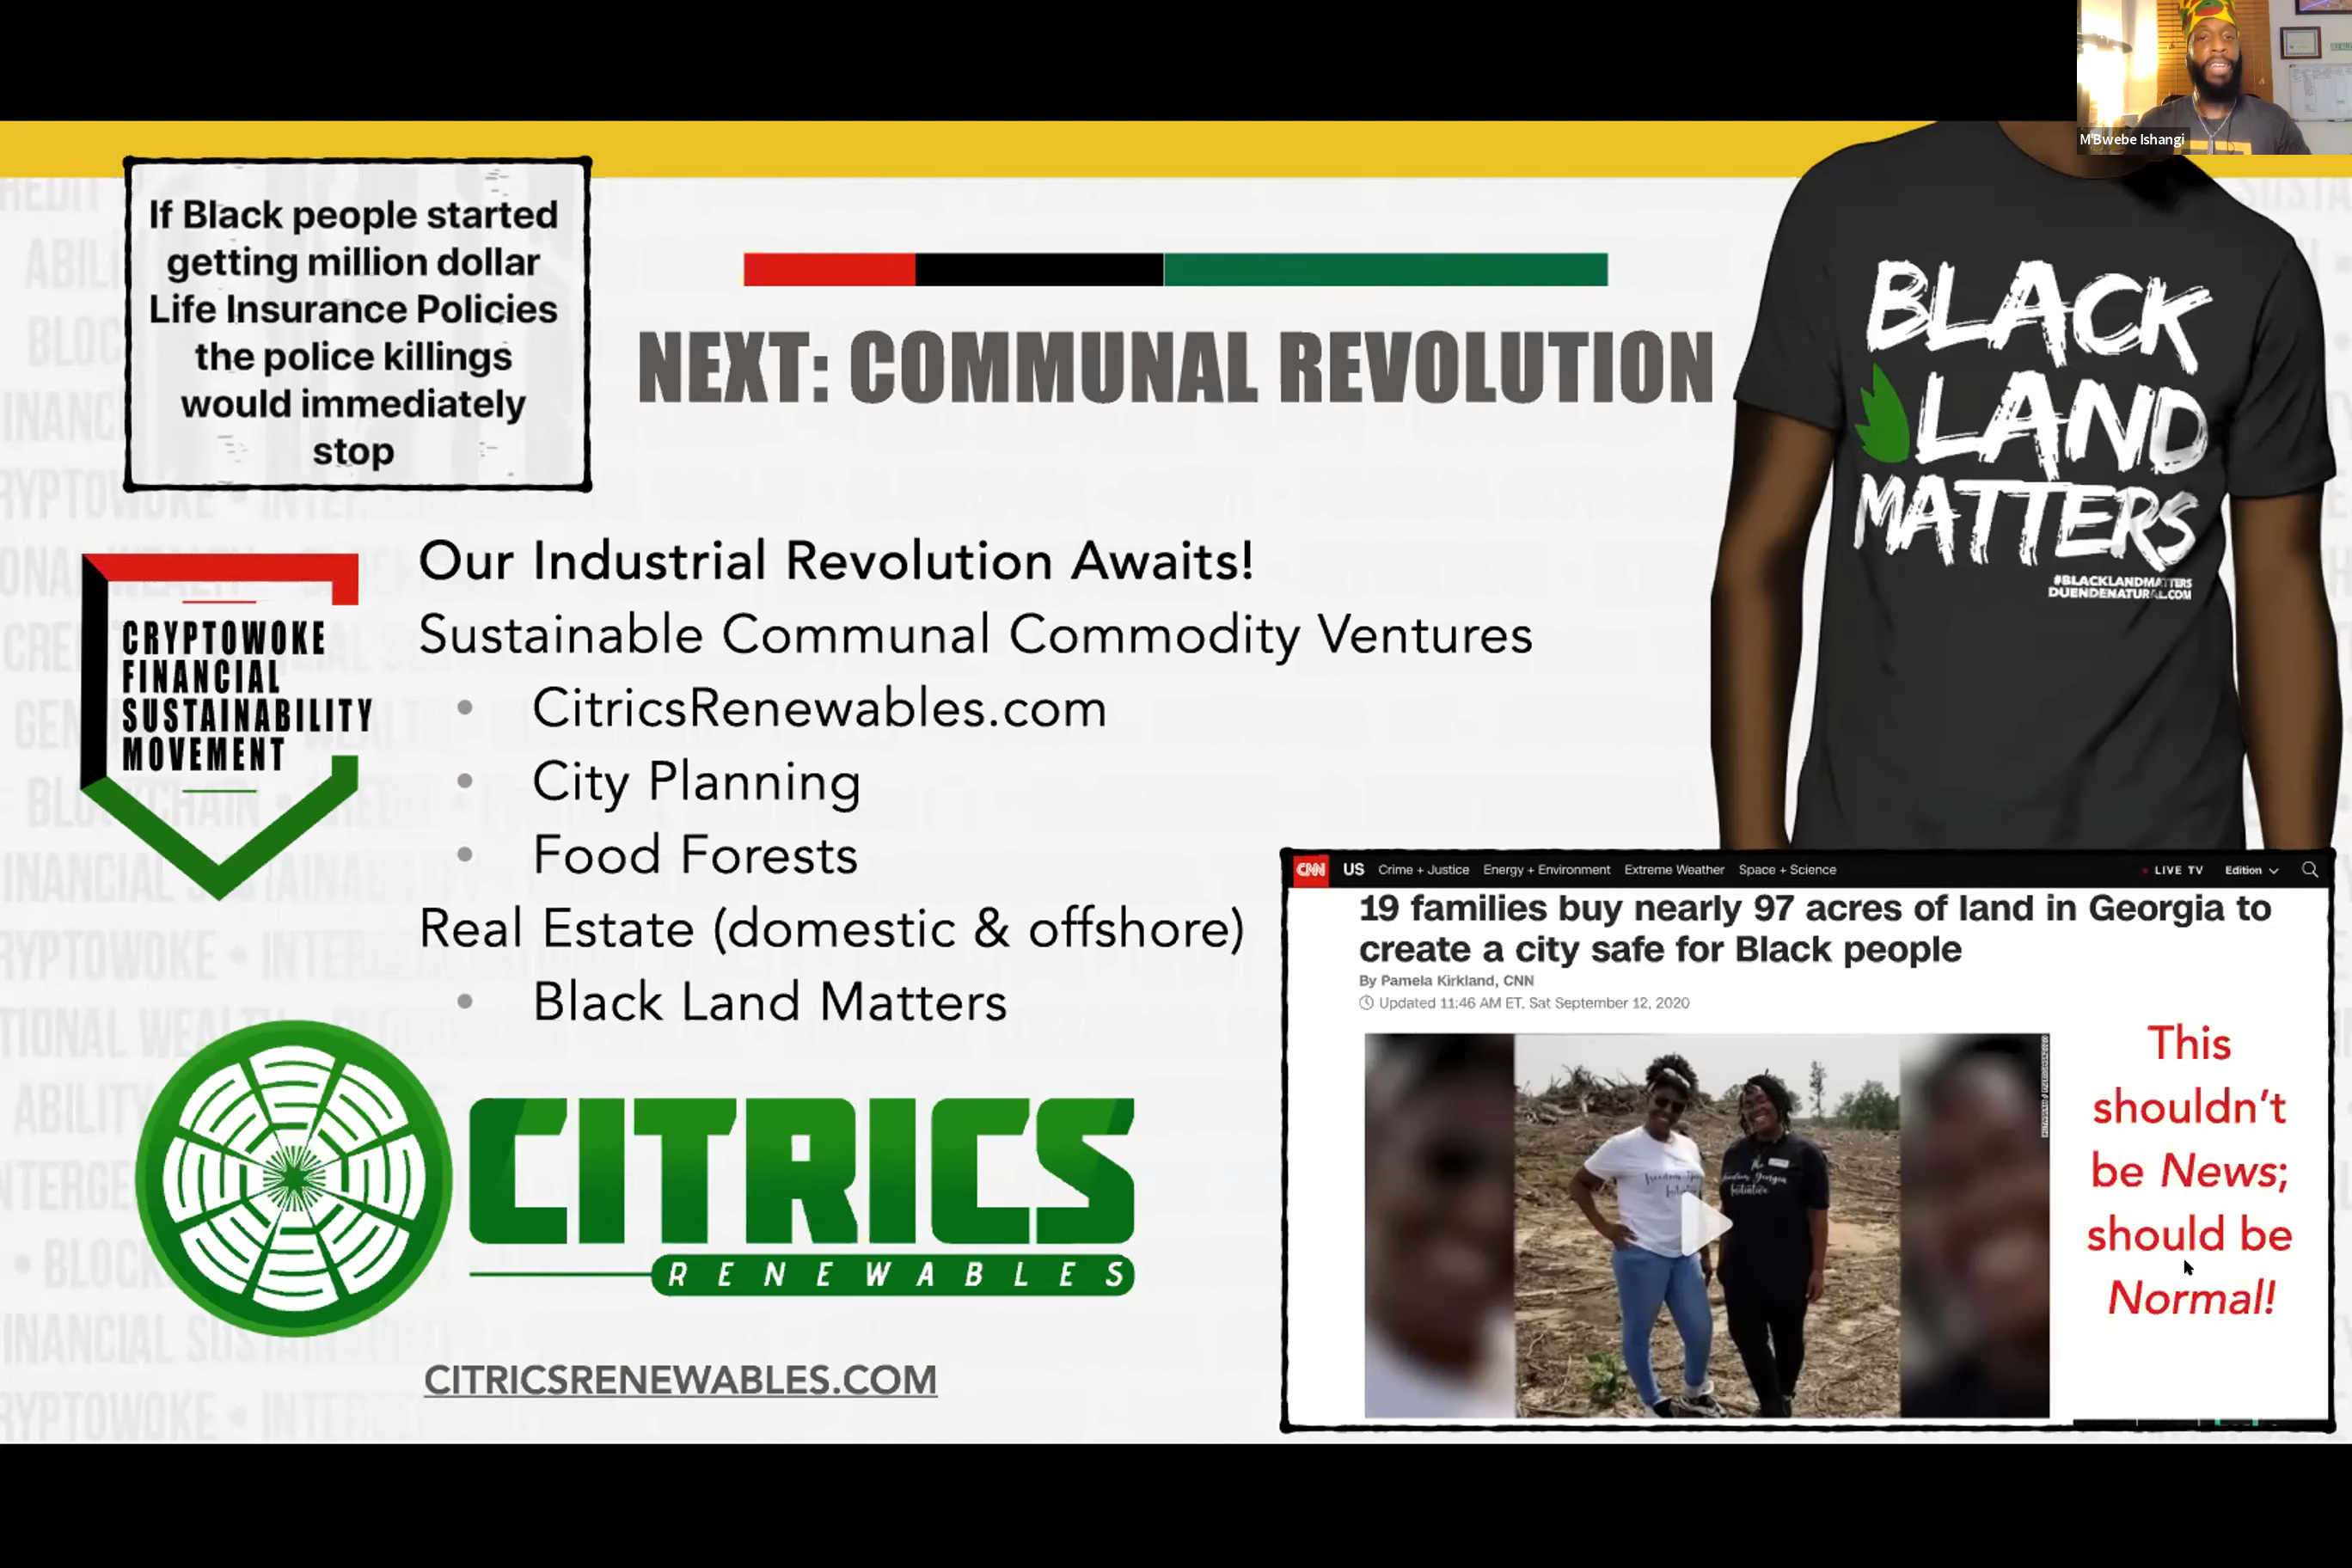 M'Bwebe Ishangi
If Black people started
getting million dollar
Life Insurance Policies
the police killings
would immediately
stop
NEXT: COMMUNAL REVOLUTION
BLACK
LAND
MATTERS
#BLACKLANDMATTERS
DUENDENATURAL.COM
CRYPTOWOKE
FINANCIAL
SUSTAINABILITY
MOVEMENT
Our Industrial Revolution Awaits!
Sustainable Communal Commodity Ventures
• CitricsRenewables.com
• City Planning
• Food Forests
Real Estate (domestic & offshore)
• Black Land Matters
CITRICS
RENEWABLES
CITRICSRENEWABLES.COM
CNN US Crime + Justice Energy + Environment Extreme Weather Space + Science LIVE TV Edition
19 families buy nearly 97 acres of land in Georgia to
create a city safe for Black people
By Pamela Kirkland, CNN
Updated 11:46 AM ET, Sat September 12, 2020
This
shouldn't
be News;
should be
Normal!